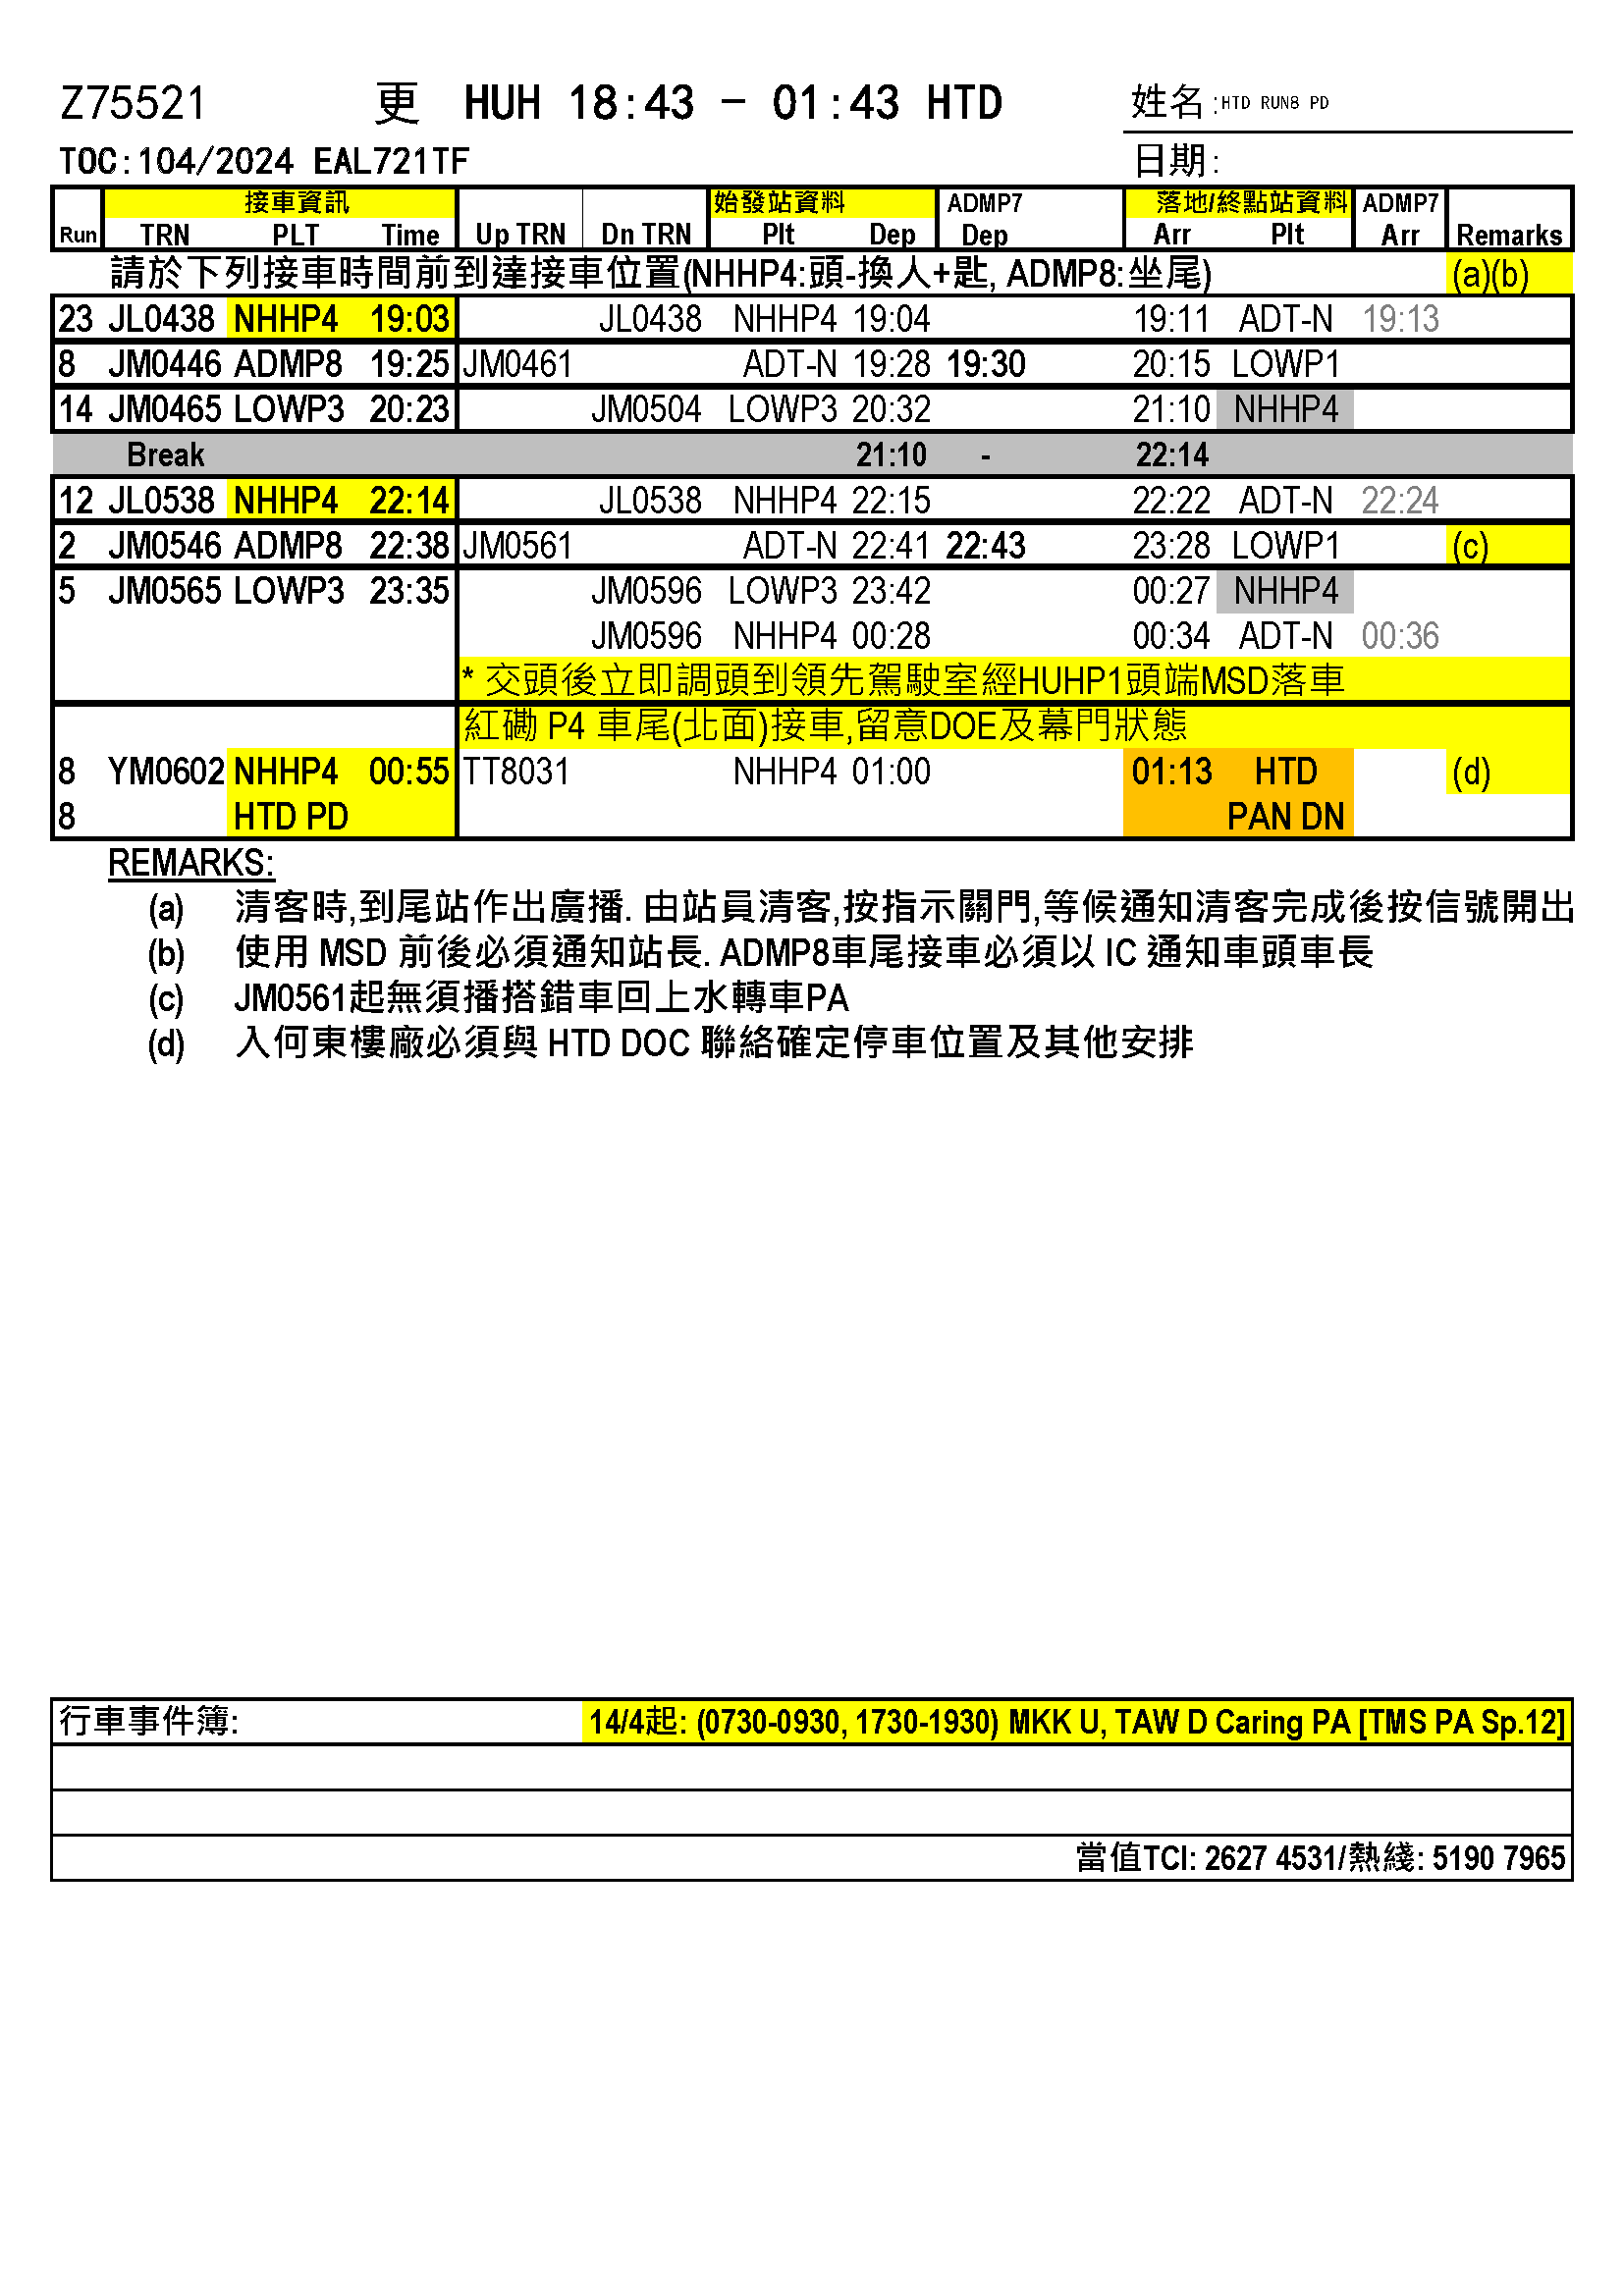 Z75521 更 HUH 18:43 - 01:43 HTD 姓名:HTD RUN8 PD
TOC:104/2024 EAL721TF 日期:
接車資訊 始發站資料 ADMP7 落地/終點站資料 ADMP7
Run TRN PLT Time Up TRN Dn TRN Plt Dep Dep Arr Plt Arr Remarks
請於下列接車時間前到達接車位置(NHHP4:頭-換人+匙, ADMP8:坐尾) (a)(b)
23 JL0438 NHHP4 19:03 JL0438 NHHP4 19:04 19:11 ADT-N 19:13
8 JM0446 ADMP8 19:25 JM0461 ADT-N 19:28 19:30 20:15 LOWP1
14 JM0465 LOWP3 20:23 JM0504 LOWP3 20:32 21:10 NHHP4
Break 21:10 - 22:14
12 JL0538 NHHP4 22:14 JL0538 NHHP4 22:15 22:22 ADT-N 22:24
2 JM0546 ADMP8 22:38 JM0561 ADT-N 22:41 22:43 23:28 LOWP1 (c)
5 JM0565 LOWP3 23:35 JM0596 LOWP3 23:42 00:27 NHHP4
JM0596 NHHP4 00:28 00:34 ADT-N 00:36
* 交頭後立即調頭到領先駕駛室經HUHP1頭端MSD落車
紅磡 P4 車尾(北面)接車,留意DOE及幕門狀態
8 YM0602 NHHP4 00:55 TT8031 NHHP4 01:00 01:13 HTD (d)
8 HTD PD PAN DN
REMARKS:
(a) 清客時,到尾站作出廣播. 由站員清客,按指示關門,等候通知清客完成後按信號開出
(b) 使用 MSD 前後必須通知站長. ADMP8車尾接車必須以 IC 通知車頭車長
(c) JM0561起無須播搭錯車回上水轉車PA
(d) 入何東樓廠必須與 HTD DOC 聯絡確定停車位置及其他安排
行車事件簿: 14/4起: (0730-0930, 1730-1930) MKK U, TAW D Caring PA [TMS PA Sp.12]
當值TCI: 2627 4531/熱綫: 5190 7965